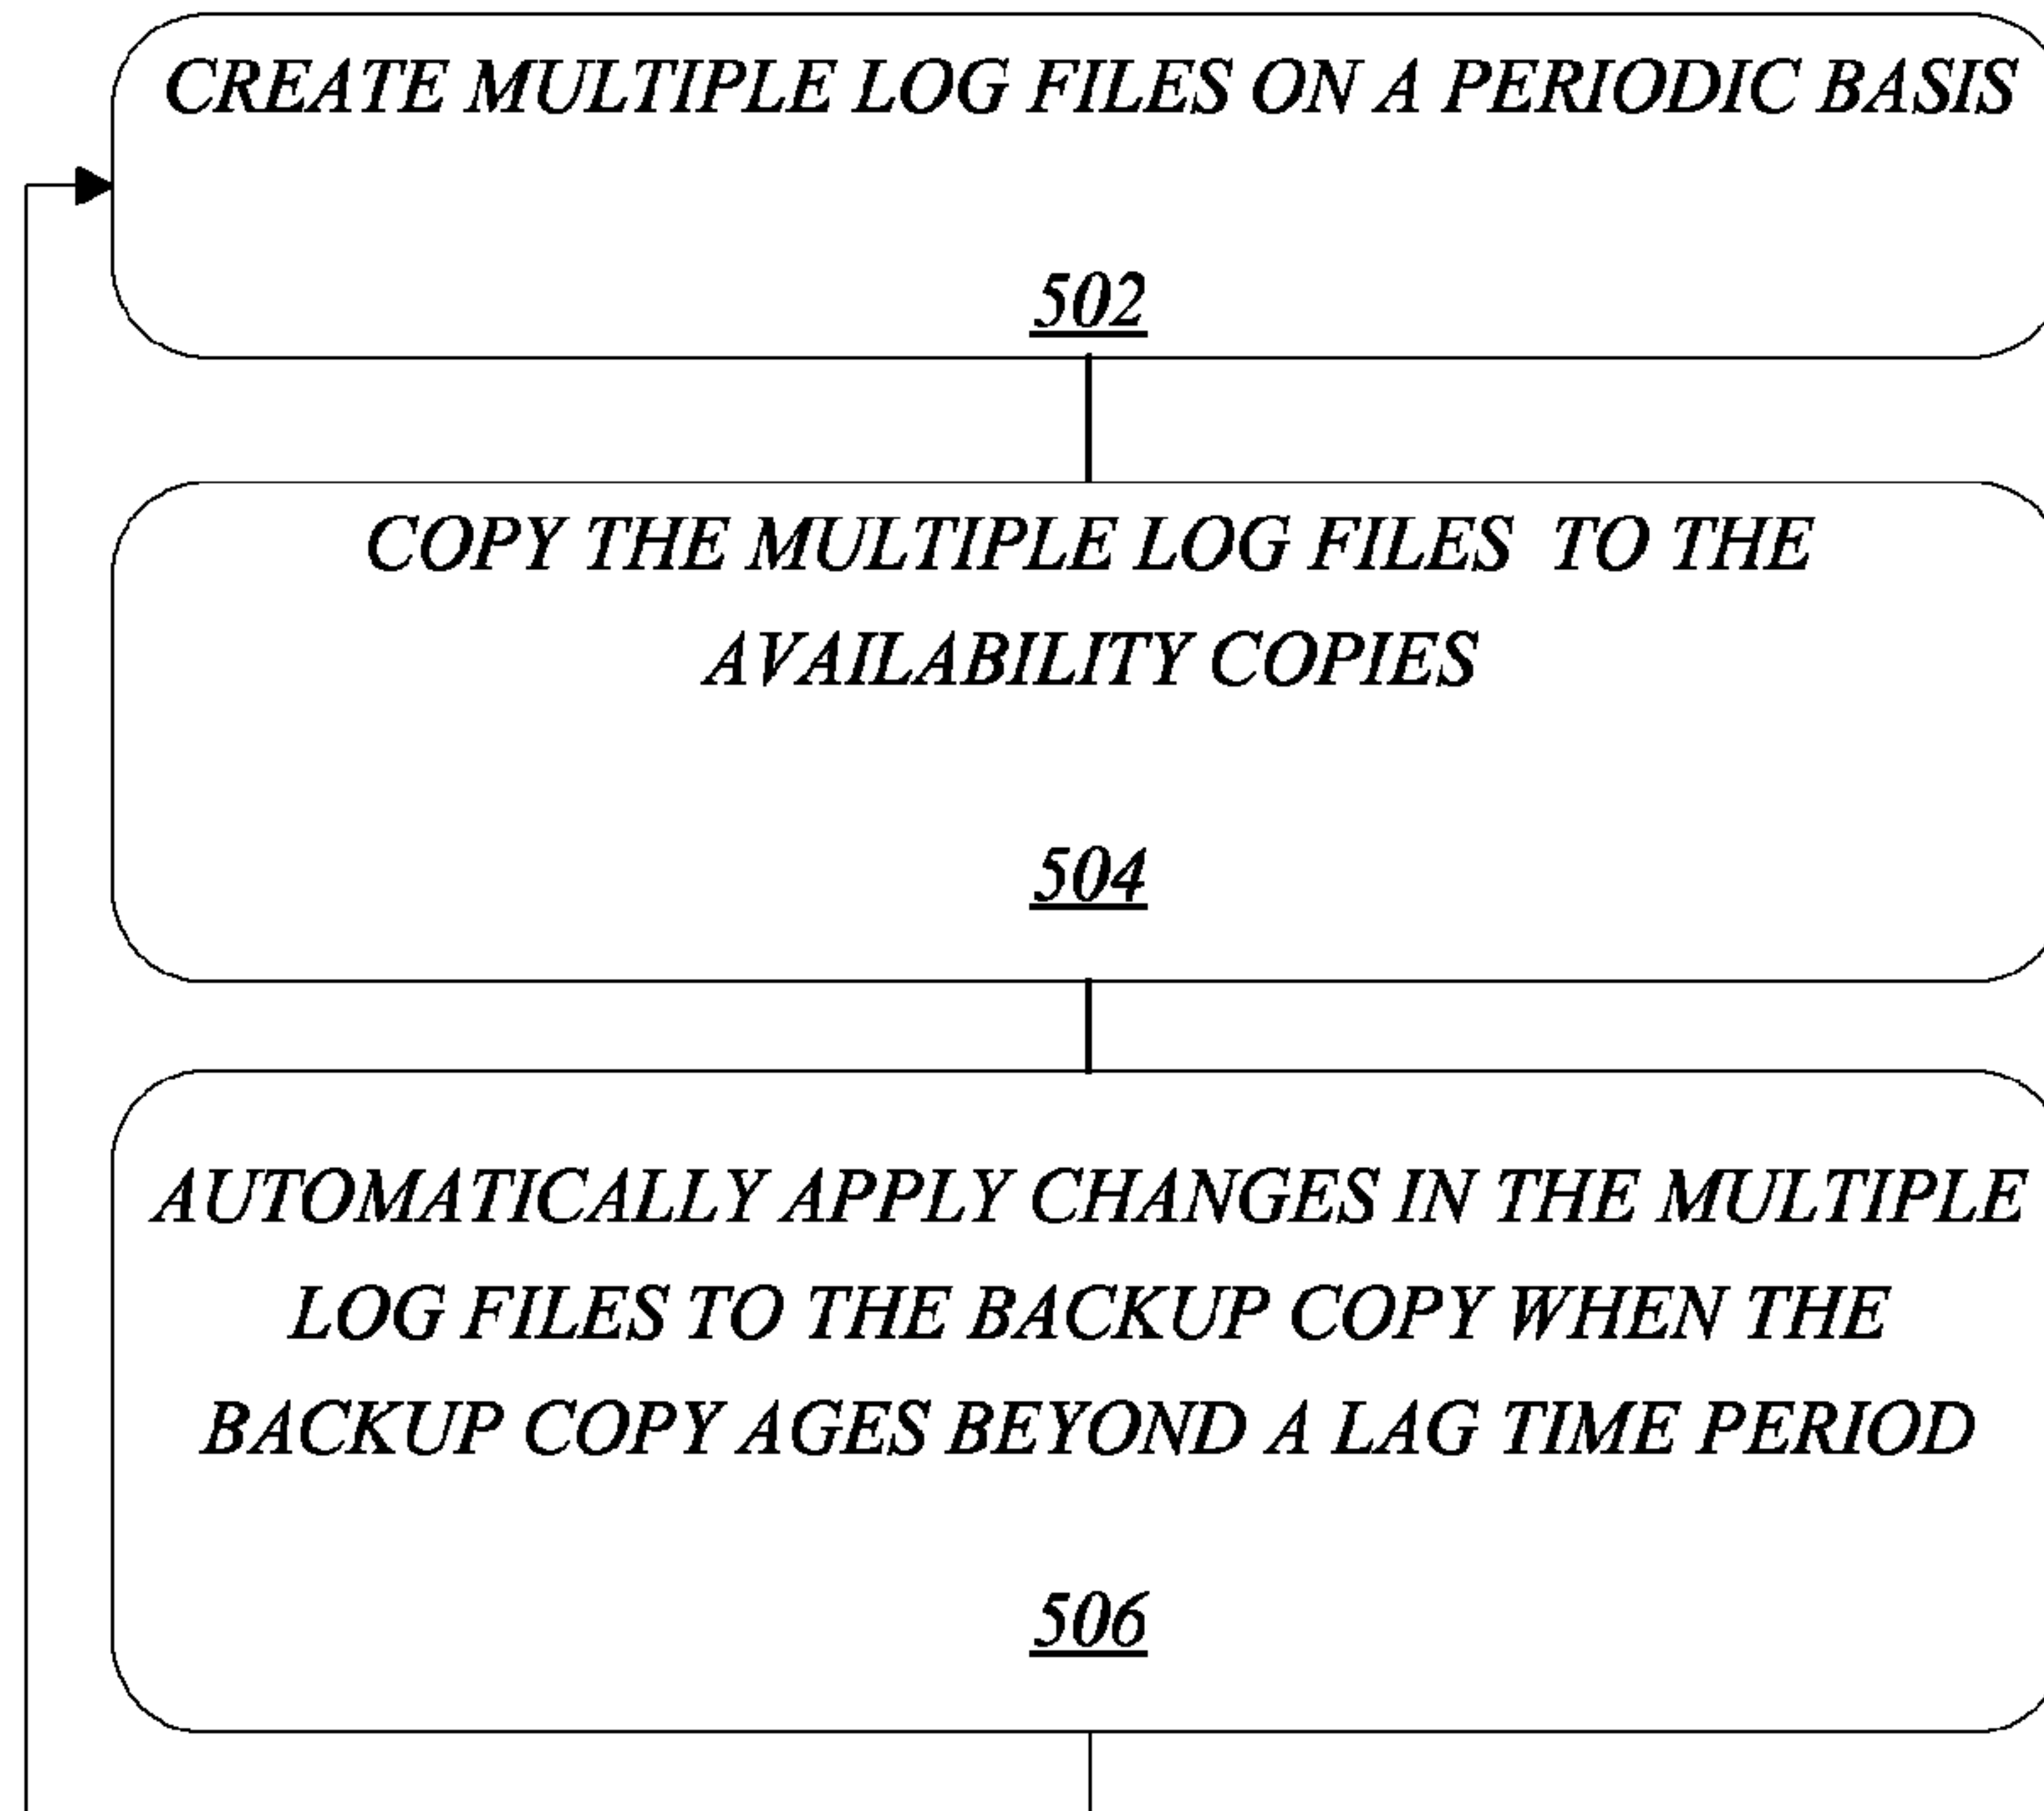 CREATE MULTIPLE LOG FILES ON A PERIODIC BASIS
502
COPY THE MULTIPLE LOG FILES TO THE
AVAILABILITY COPIES
504
AUTOMATICALLY APPLY CHANGES IN THE MULTIPLE
LOG FILES TO THE BACKUP COPY WHEN THE
BACKUP COPY AGES BEYOND A LAG TIME PERIOD
506